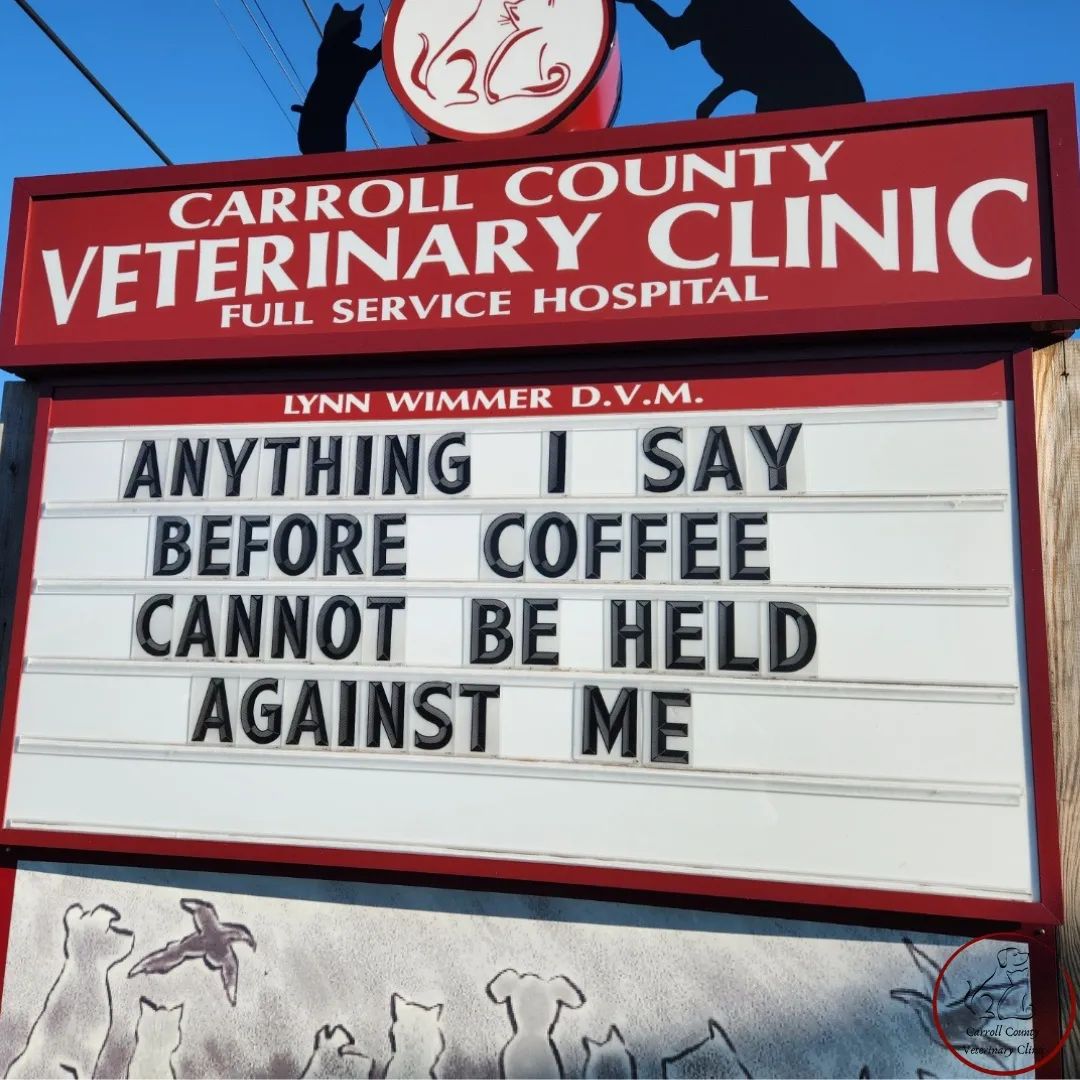 CARROLL COUNTY
VETERINARY CLINIC
FULL SERVICE HOSPITAL
LYNN WIMMER D.V.M.
ANYTHING I SAY
BEFORE COFFEE
CANNOT BE HELD
AGAINST ME
Carroll County
Veterinary Clinic